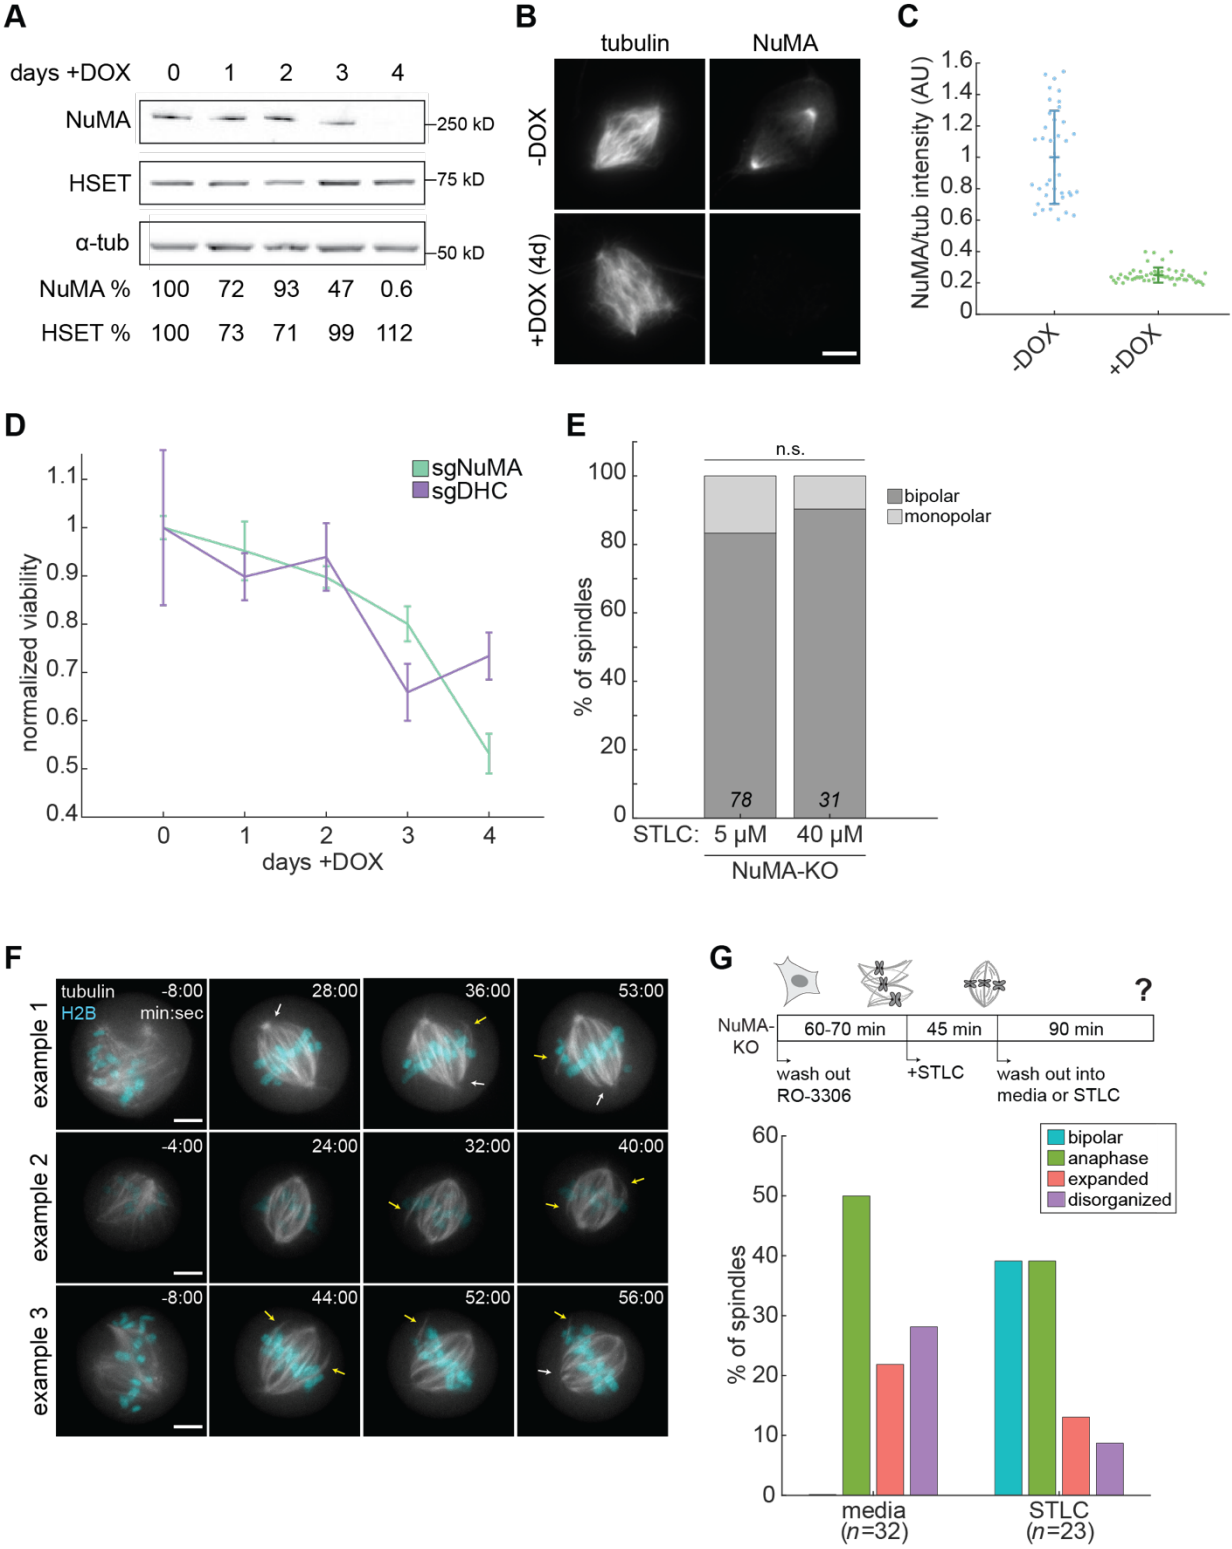 A
days +DOX 0 1 2 3 4
NuMA
250 kD
HSET
75 kD
α-tub
50 kD
NuMA % 100 72 93 47 0.6
HSET % 100 73 71 99 112
B
tubulin NuMA
-DOX
+DOX (4d)
C
NuMA/tub intensity (AU)
1.6
1.4
1.2
1
0.8
0.6
0.4
0.2
0
-DOX
+DOX
D
sgNuMA
sgDHC
normalized viability
1.1
1
0.9
0.8
0.7
0.6
0.5
0.4
0 1 2 3 4
days +DOX
E
n.s.
bipolar
monopolar
% of spindles
100
80
60
40
20
0
78 31
STLC: 5 µM 40 µM
NuMA-KO
F
example 1
tubulin -8:00
H2B min:sec
28:00
36:00
53:00
example 2
-4:00
24:00
32:00
40:00
example 3
-8:00
44:00
52:00
56:00
G
?
NuMA-
KO
60-70 min 45 min 90 min
wash out
RO-3306
+STLC
wash out into
media or STLC
bipolar
anaphase
expanded
disorganized
% of spindles
60
50
40
30
20
10
0
media
(n=32)
STLC
(n=23)